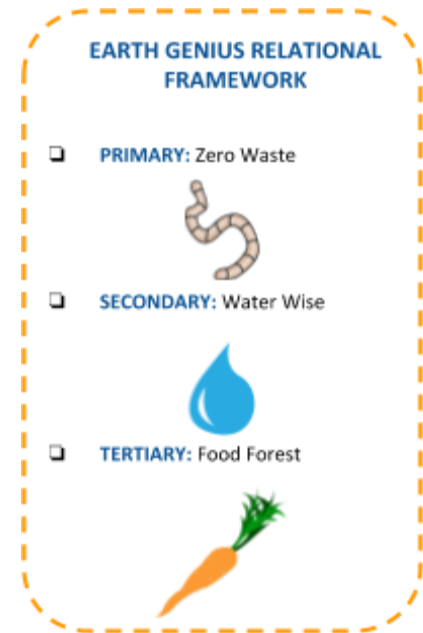 EARTH GENIUS RELATIONAL
FRAMEWORK
❏ PRIMARY: Zero Waste
❏ SECONDARY: Water Wise
❏ TERTIARY: Food Forest